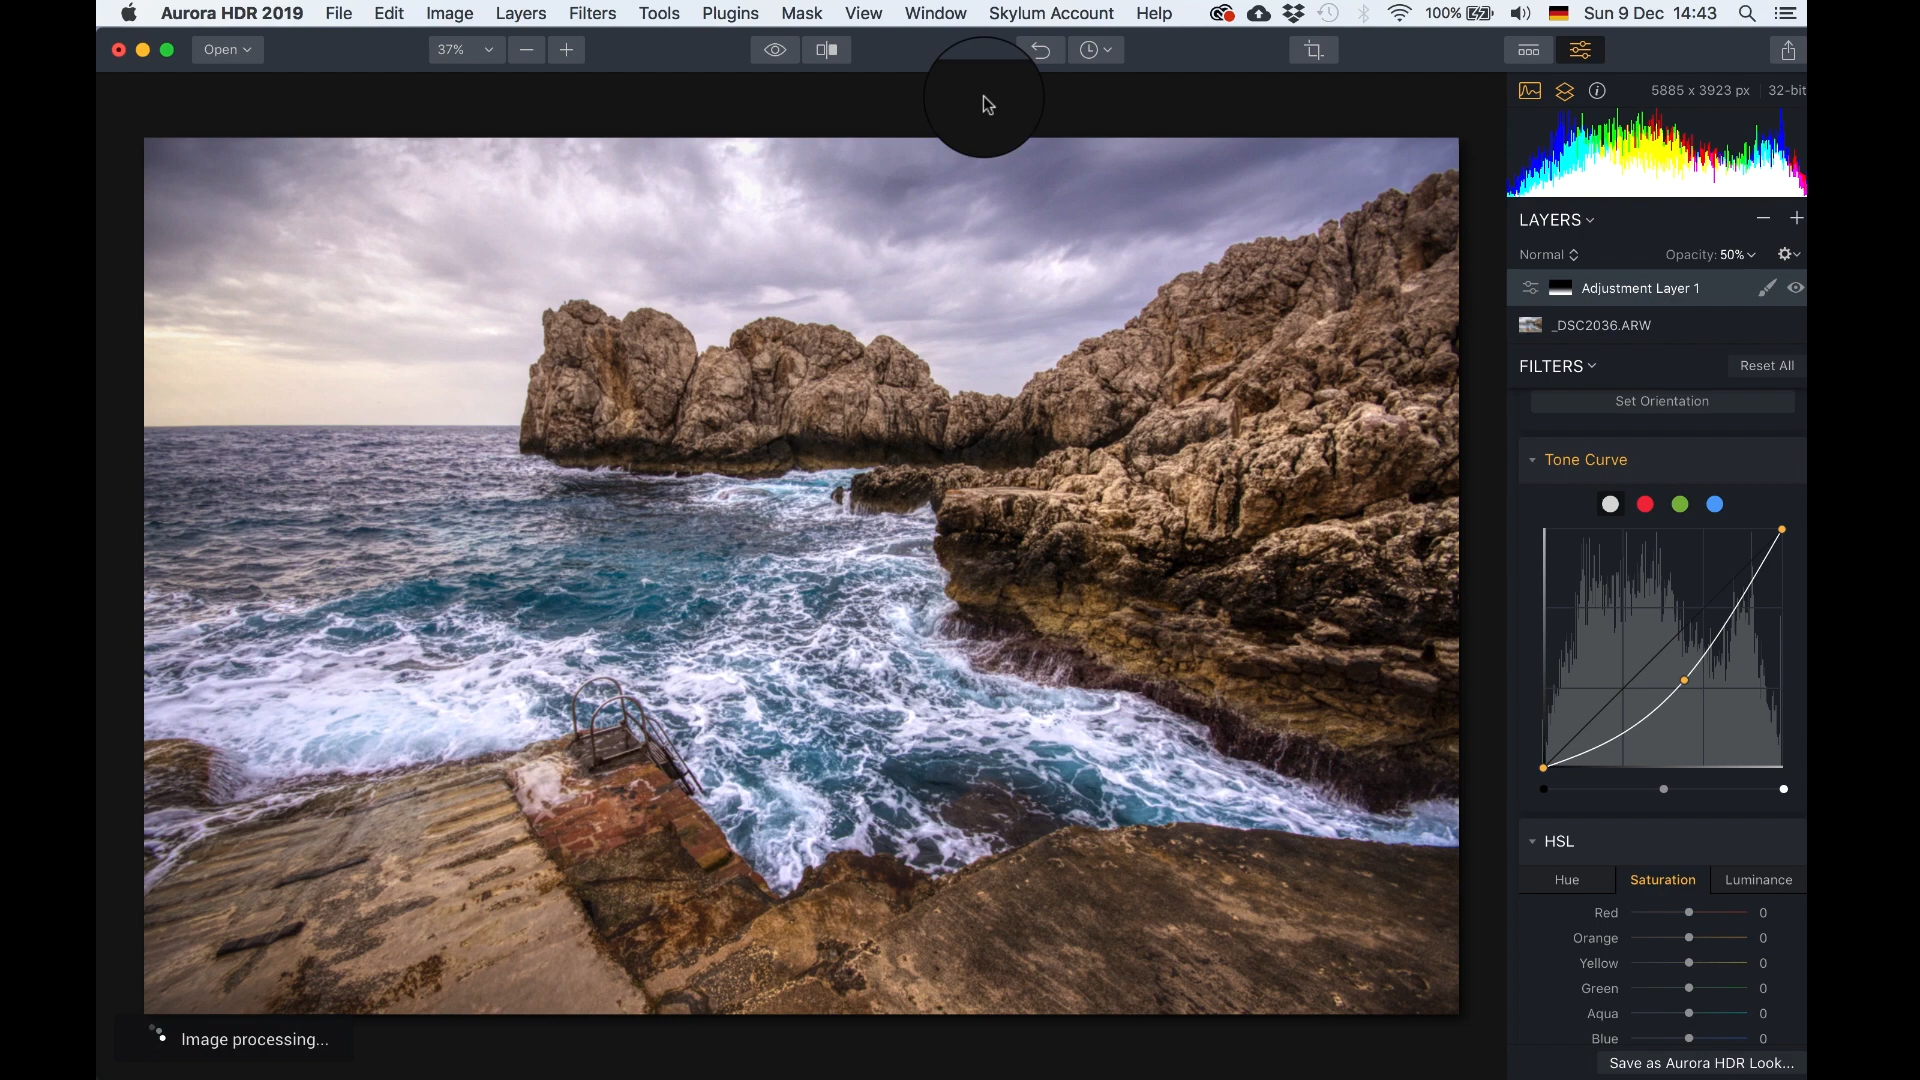 Aurora HDR 2019 File Edit Image Layers Filters Tools Plugins Mask View Window Skylum Account Help 100% Sun 9 Dec 14:43
Open 37%
5885 x 3923 px 32-bit
LAYERS
Normal Opacity: 50%
Adjustment Layer 1
_DSC2036.ARW
FILTERS Reset All
Set Orientation
Tone Curve
HSL
Hue Saturation Luminance
Red 0
Orange 0
Yellow 0
Green 0
Aqua 0
Blue 0
Image processing...
Save as Aurora HDR Look...